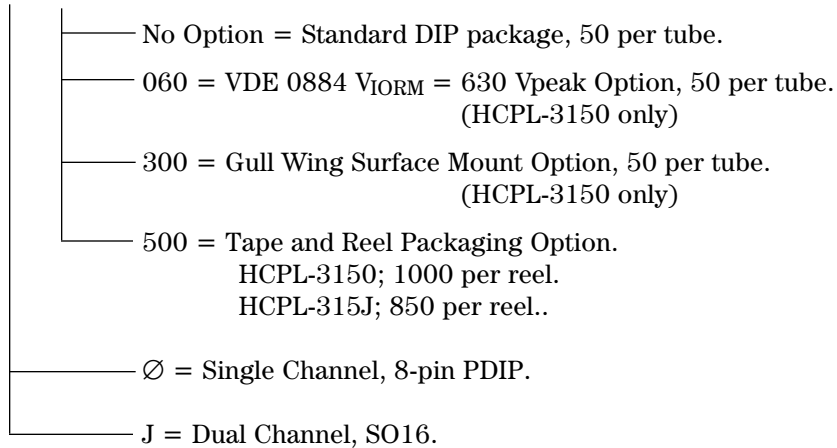 No Option = Standard DIP package, 50 per tube.
060 = VDE 0884 VIORM = 630 Vpeak Option, 50 per tube.
(HCPL-3150 only)
300 = Gull Wing Surface Mount Option, 50 per tube.
(HCPL-3150 only)
500 = Tape and Reel Packaging Option.
HCPL-3150; 1000 per reel.
HCPL-315J; 850 per reel..
∅ = Single Channel, 8-pin PDIP.
J = Dual Channel, SO16.